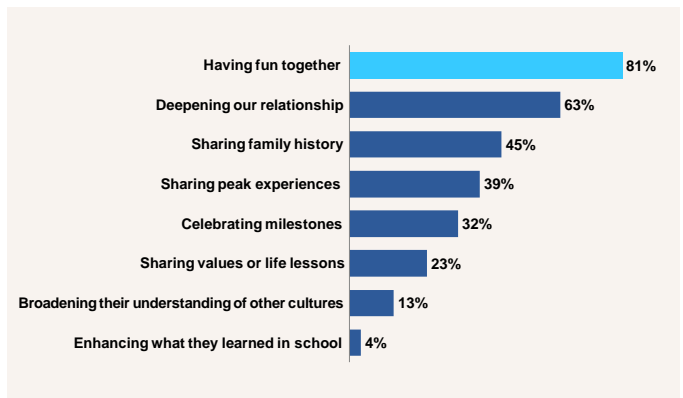 Having fun together 81%
Deepening our relationship 63%
Sharing family history 45%
Sharing peak experiences 39%
Celebrating milestones 32%
Sharing values or life lessons 23%
Broadening their understanding of other cultures 13%
Enhancing what they learned in school 4%